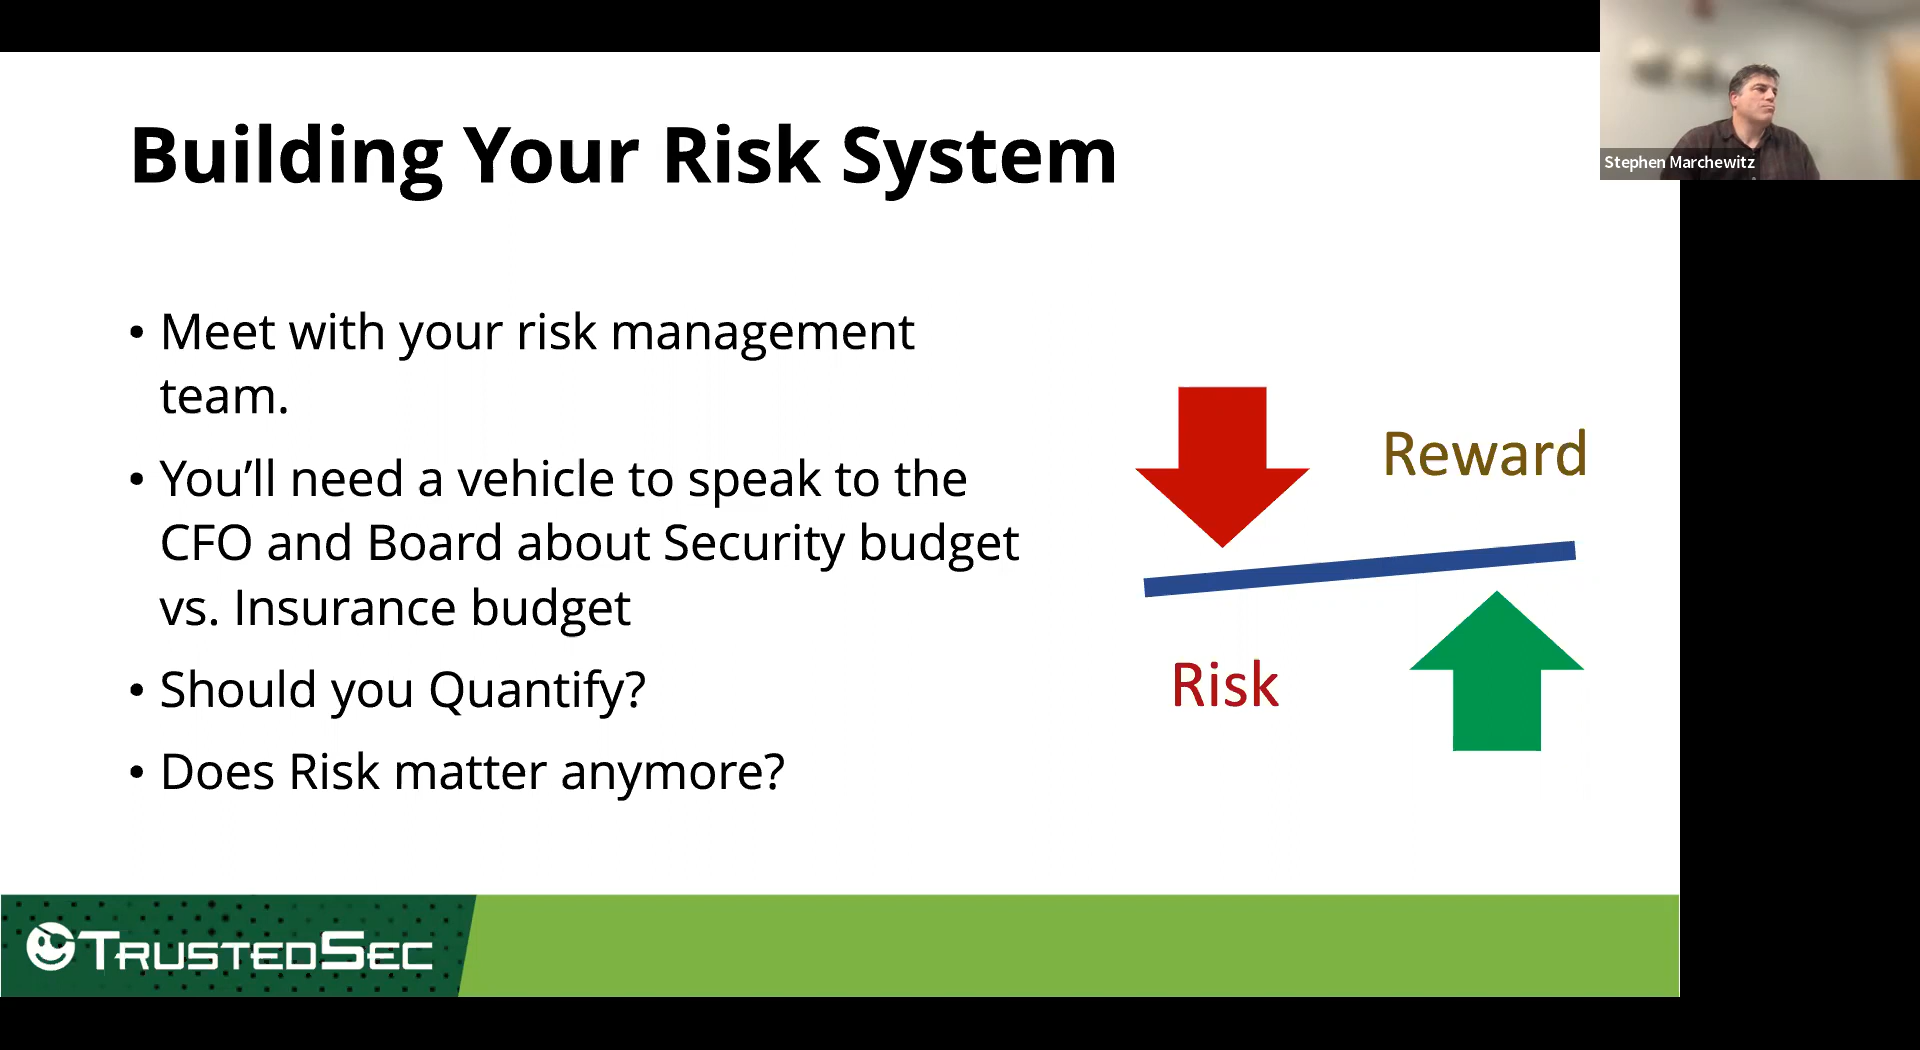 Building Your Risk System
Stephen Marchewitz
• Meet with your risk management
team.
• You’ll need a vehicle to speak to the
CFO and Board about Security budget
vs. Insurance budget
• Should you Quantify?
• Does Risk matter anymore?
Reward
Risk
TRUSTEDSEC